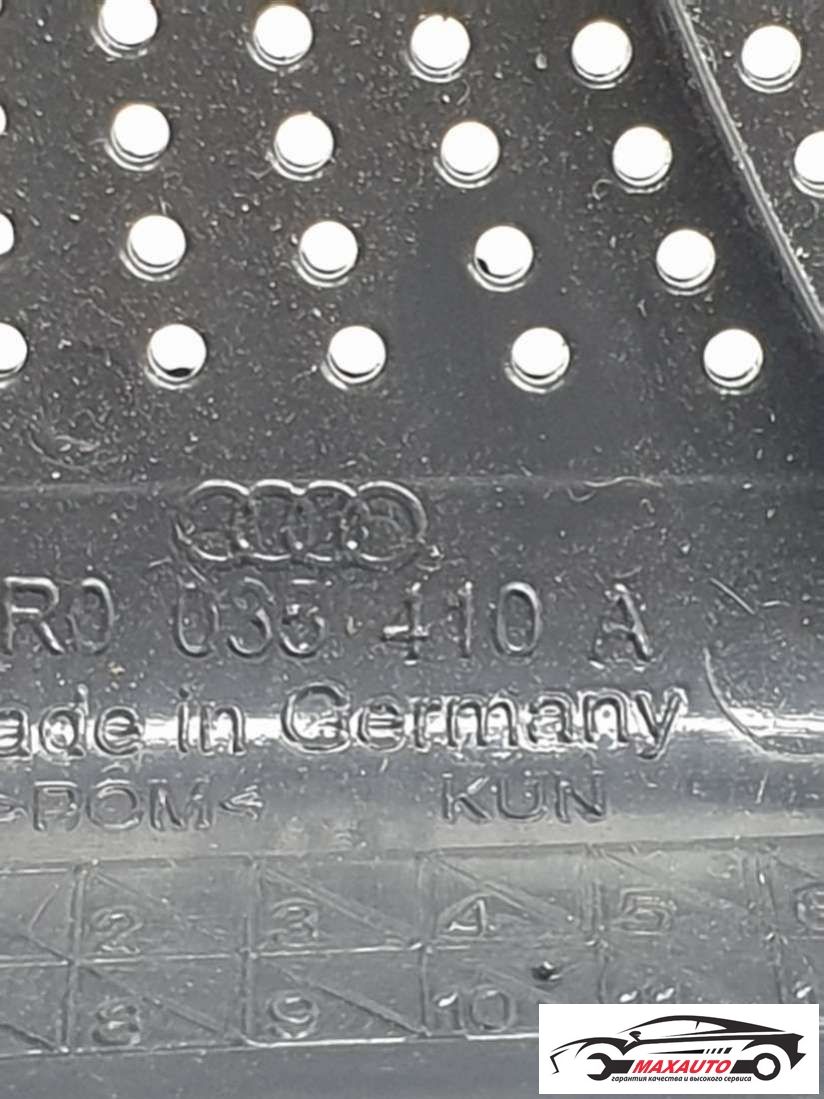 R0 035 410 A
ade in Germany
>POM< KUN
2 3 4 5 6
8 9 10
MAXAUTO
гарантия качества и высокого сервиса